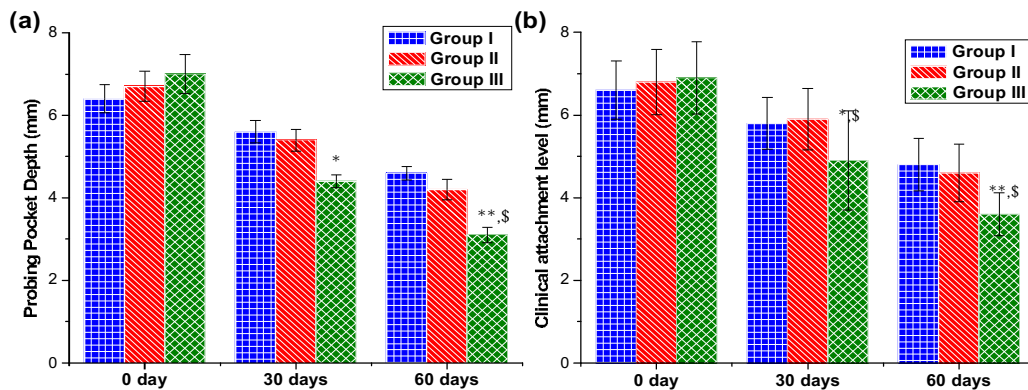 (a)
8
6
4
2
0
Probing Pocket Depth (mm)
Group I
Group II
Group III
*
**,$
0 day
30 days
60 days
(b)
8
6
4
2
0
Clinical attachment level (mm)
Group I
Group II
Group III
*,$
**,$
0 day
30 days
60 days